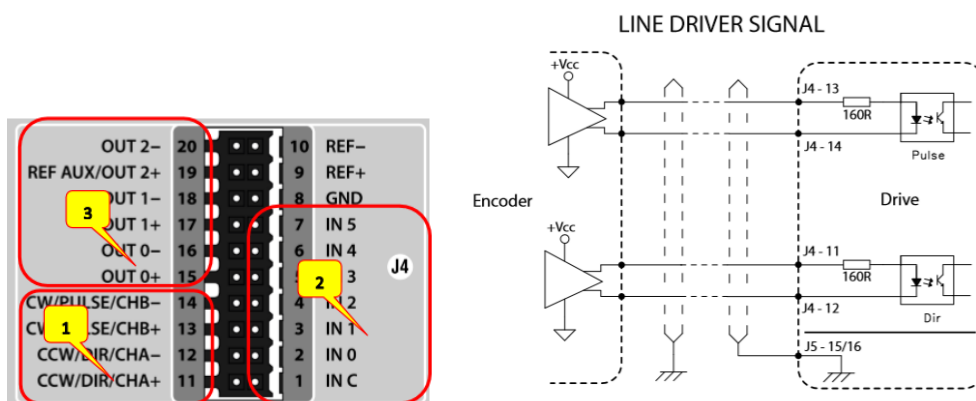 LINE DRIVER SIGNAL
OUT 2− 20 10 REF−
REF AUX/OUT 2+ 19 9 REF+
OUT 1− 18 8 GND
OUT 1+ 17 7 IN 5
OUT 0− 16 6 IN 4
OUT 0+ 15 3
CW/PULSE/CHB− 14 4 IN 2
CHB+ 13 3 IN 1
CCW/DIR/CHA− 12 2 IN 0
CCW/DIR/CHA+ 11 1 IN C
J4
3
2
1
+Vcc
J4 - 13
160R
J4 - 14
Pulse
Encoder
Drive
+Vcc
J4 - 11
160R
J4 - 12
Dir
J5 - 15/16